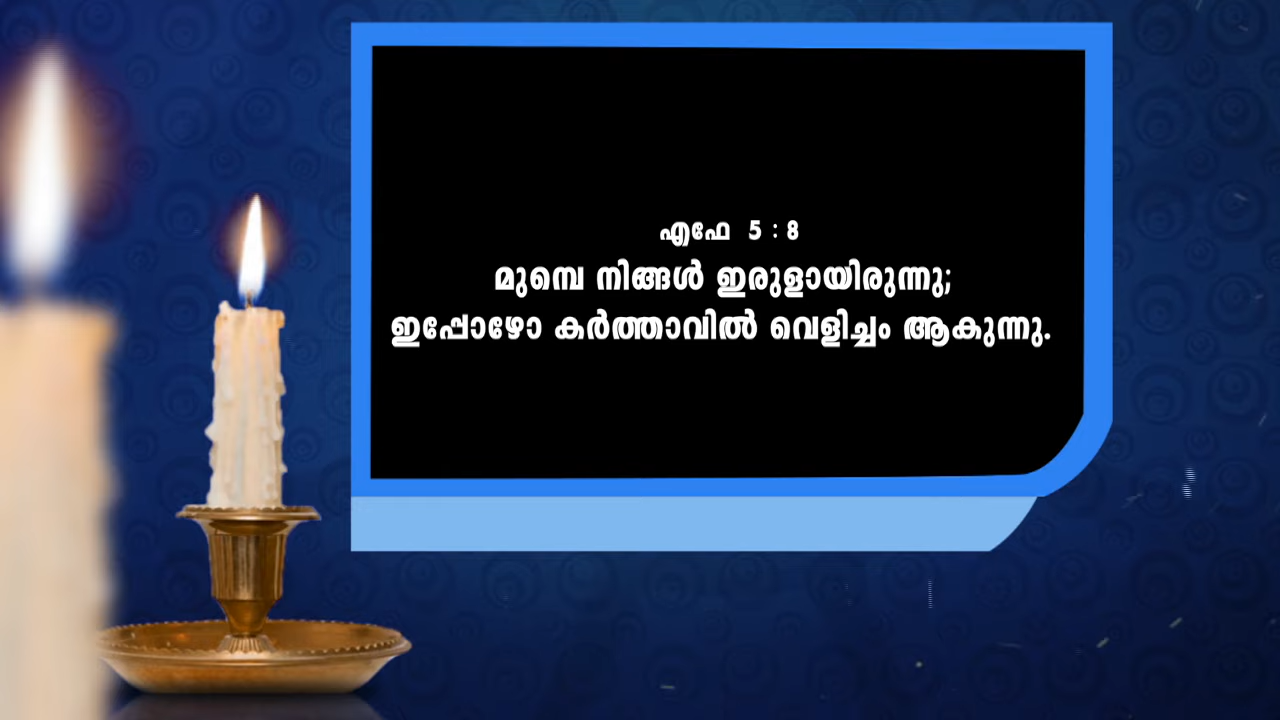 എഫേ 5 : 8
മുമ്പെ നിങ്ങൾ ഇരുളായിരുന്നു;
ഇപ്പോഴോ കർത്താവിൽ വെളിച്ചം ആകുന്നു.